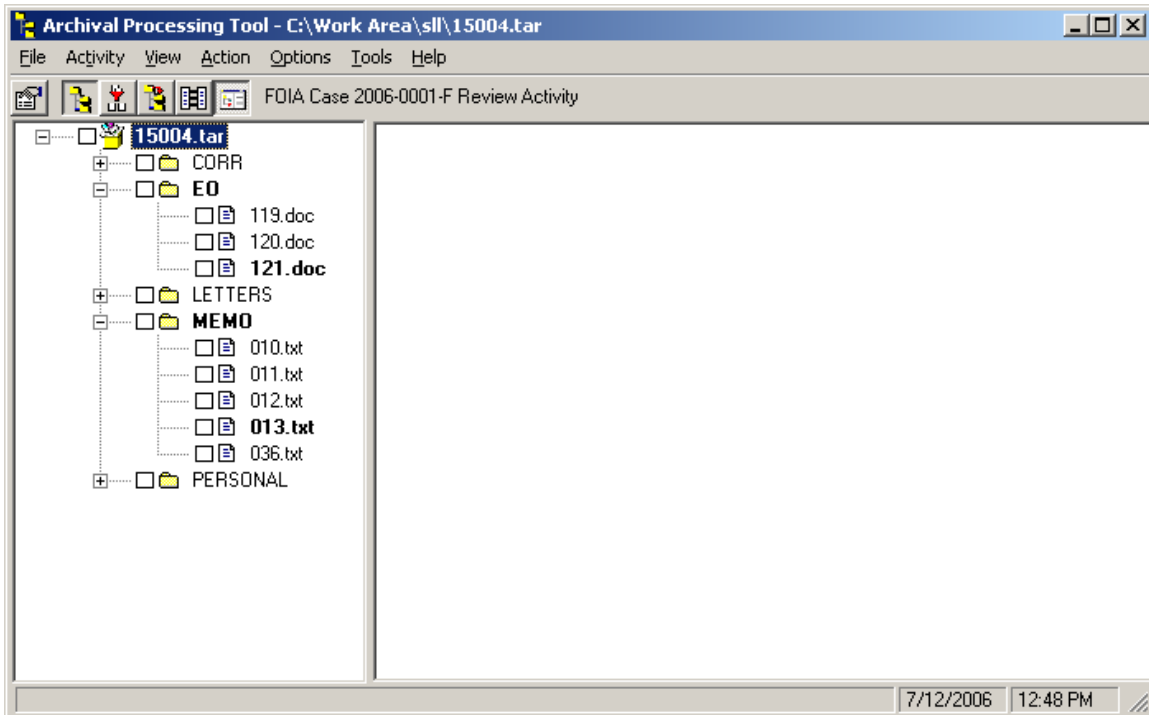 Archival Processing Tool - C:\Work Area\sll\15004.tar
File Activity View Action Options Tools Help
FOIA Case 2006-0001-F Review Activity
15004.tar
CORR
EO
119.doc
120.doc
121.doc
LETTERS
MEMO
010.txt
011.txt
012.txt
013.txt
036.txt
PERSONAL
7/12/2006 12:48 PM